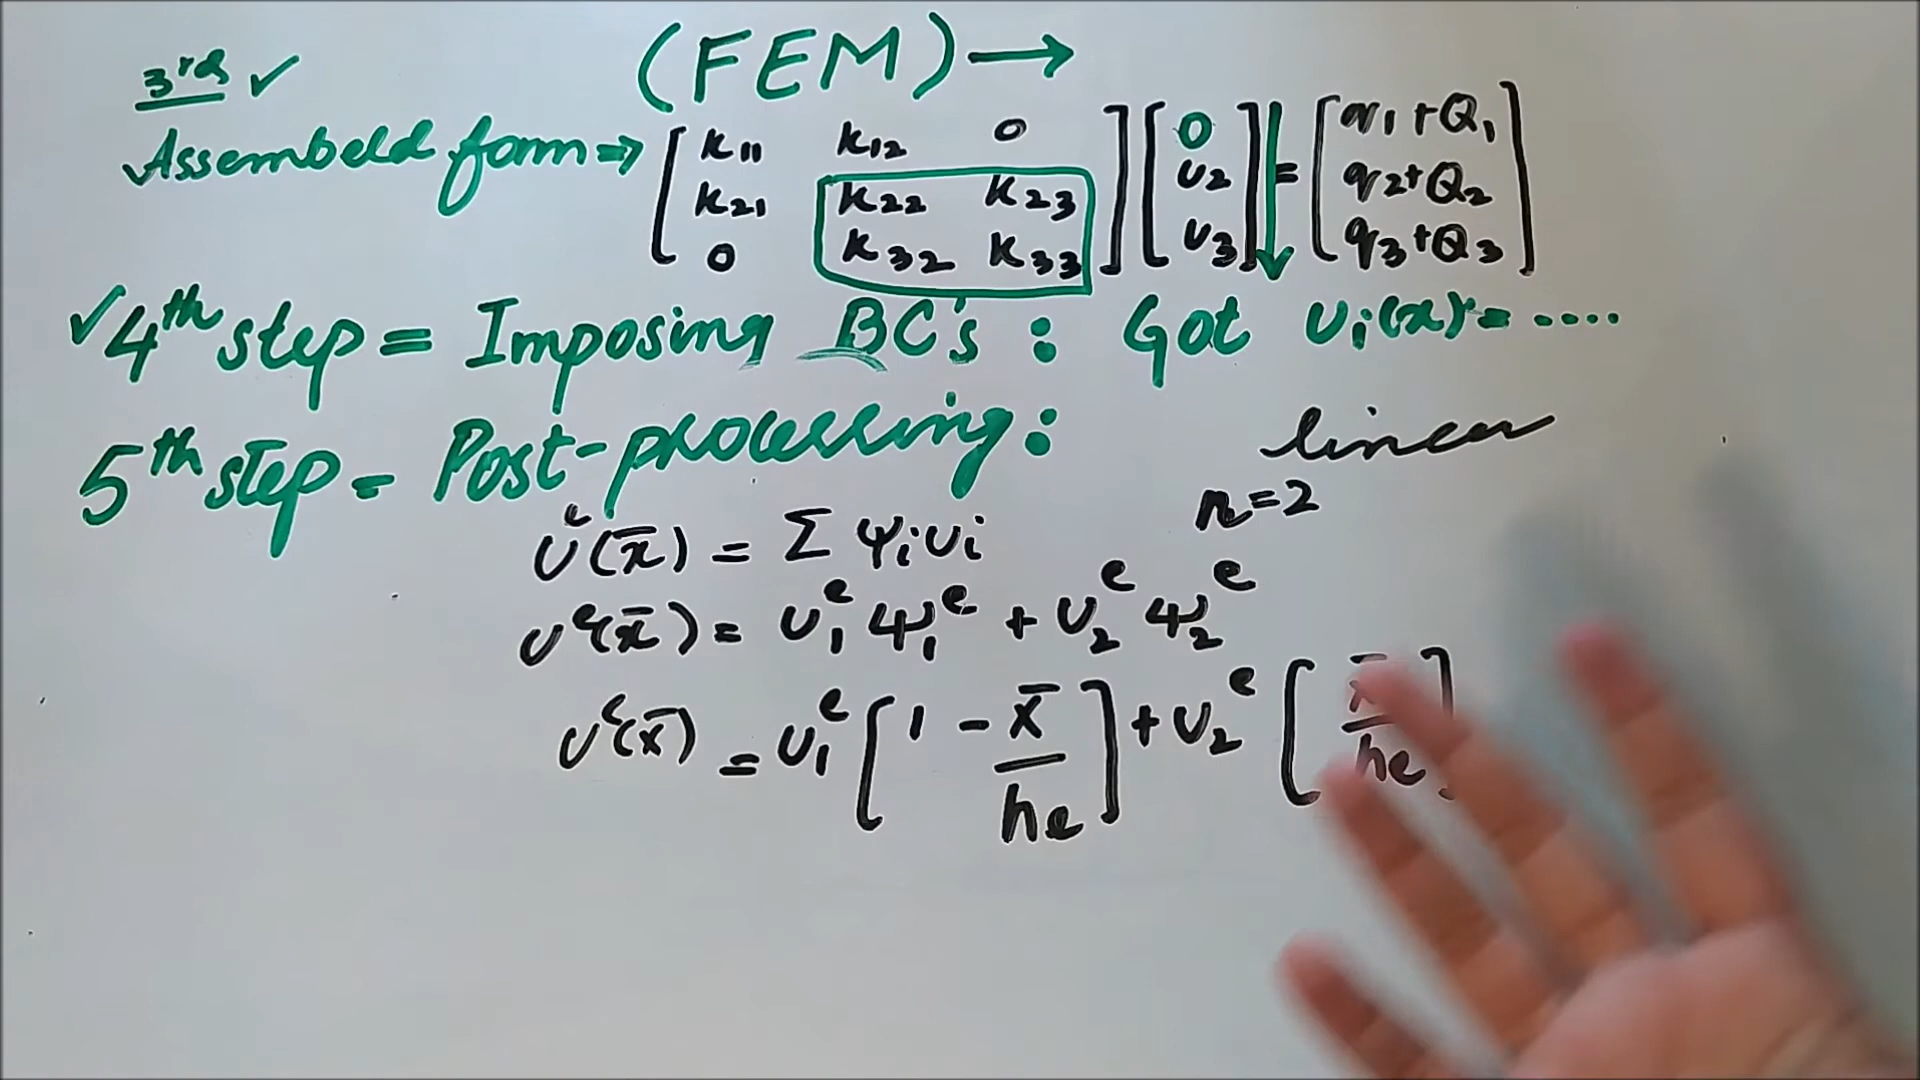 (FEM) →
3rd ✓
Assembeld form ⇒ [K11 K12 0] [0] = [q1+Q1]
[K21 K22 K23] [U2] [q2+Q2]
[0 K32 K33] [U3] [q3+Q3]
✓ 4th step = Imposing BC's : Got Ui(x) = ....
5th step = Post-processing :
linear
n=2
U^e(x̄) = Σ ψi Ui
U^e(x̄) = U1^e ψ1^e + U2^e ψ2^e
U^e(x̄) = U1^e [1 - x̄/he] + U2^e [x̄/he]